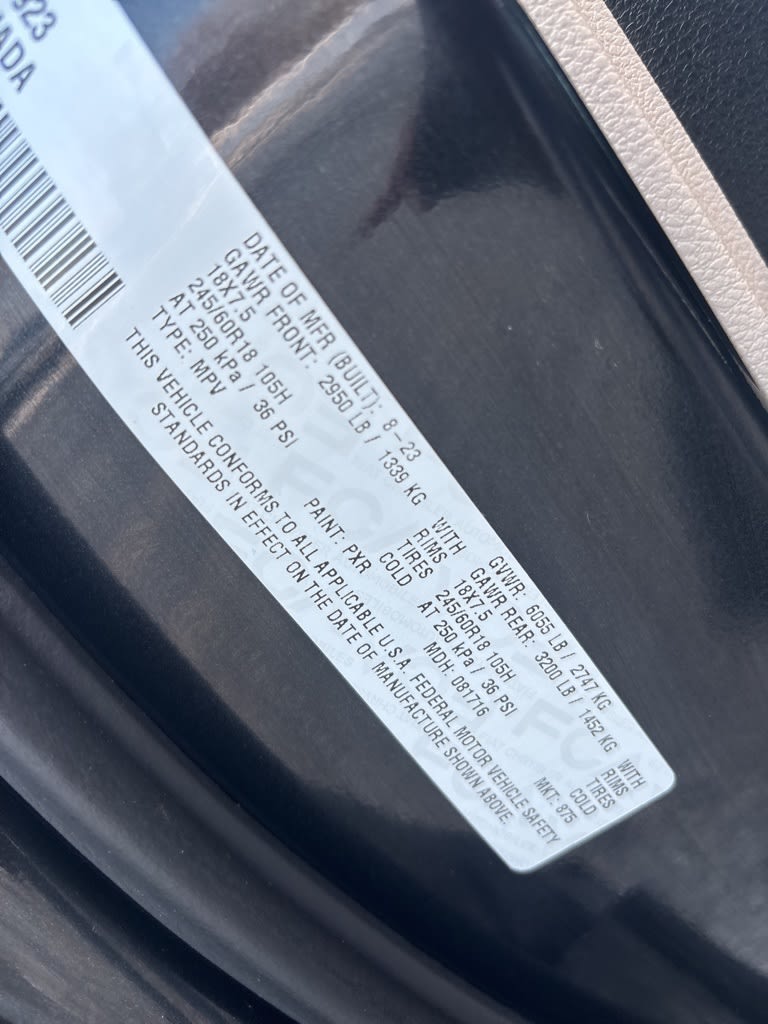 923
ADA
DATE OF MFR (BUILT): 8-23 GVWR: 6055 LB / 2747 KG
GAWR FRONT: 2950 LB / 1339 KG WITH GAWR REAR: 3200 LB / 1452 KG WITH
18X7.5 RIMS 18X7.5 RIMS
245/60R18 105H TIRES 245/60R18 105H TIRES
AT 250 kPa / 36 PSI COLD AT 250 kPa / 36 PSI COLD
TYPE: MPV PAINT: PXR MDH: 081716 MKT: 875
THIS VEHICLE CONFORMS TO ALL APPLICABLE U.S.A. FEDERAL MOTOR VEHICLE SAFETY
STANDARDS IN EFFECT ON THE DATE OF MANUFACTURE SHOWN ABOVE.